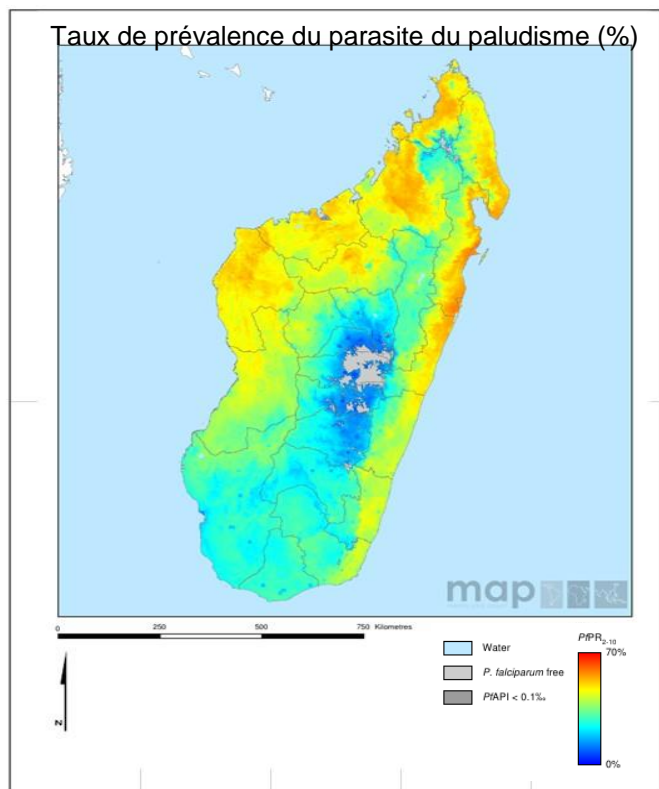 Taux de prévalence du parasite du paludisme (%)
map
0 250 500 750 Kilometres
Water
P. falciparum free
PfAPI < 0.1‰
PfPR2-10
70%
0%
N